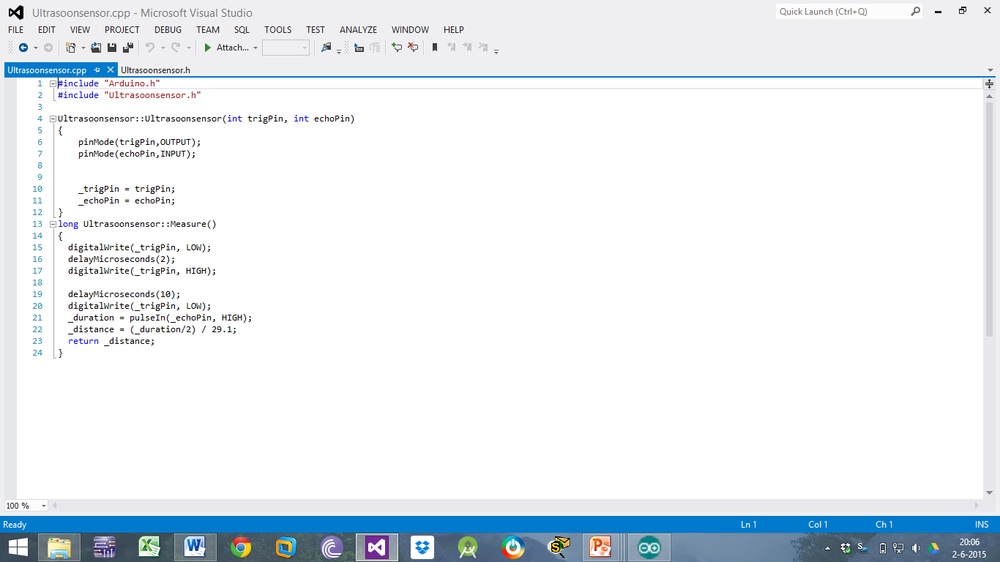 Ultrasoonsensor.cpp - Microsoft Visual Studio
Quick Launch (Ctrl+Q)
FILE EDIT VIEW PROJECT DEBUG TEAM SQL TOOLS TEST ANALYZE WINDOW HELP
Attach...
Ultrasoonsensor.cpp Ultrasoonsensor.h
1 #include "Arduino.h"
2 #include "Ultrasoonsensor.h"
3
4 Ultrasoonsensor::Ultrasoonsensor(int trigPin, int echoPin)
5 {
6     pinMode(trigPin,OUTPUT);
7     pinMode(echoPin,INPUT);
8
9
10     _trigPin = trigPin;
11     _echoPin = echoPin;
12 }
13 long Ultrasoonsensor::Measure()
14 {
15   digitalWrite(_trigPin, LOW);
16   delayMicroseconds(2);
17   digitalWrite(_trigPin, HIGH);
18
19   delayMicroseconds(10);
20   digitalWrite(_trigPin, LOW);
21   _duration = pulseIn(_echoPin, HIGH);
22   _distance = (_duration/2) / 29.1;
23   return _distance;
24 }
100 %
Ready Ln 1 Col 1 Ch 1 INS
20:06
2-6-2015